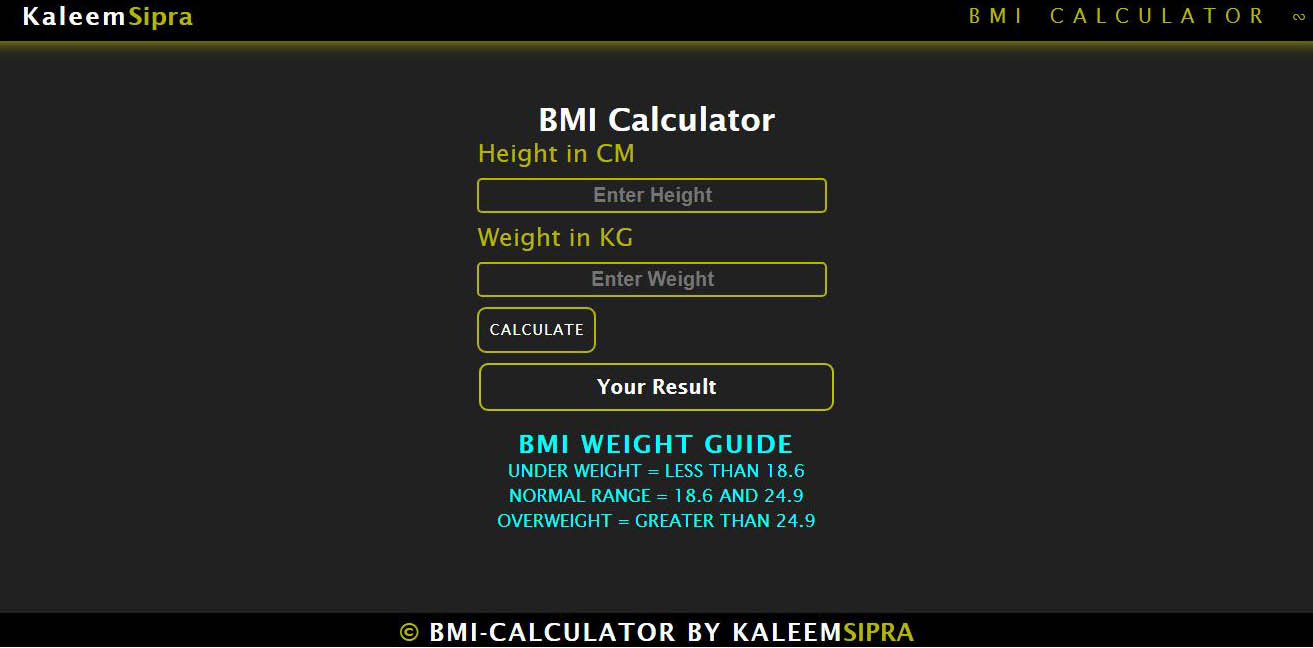 KaleemSipra
BMI CALCULATOR ∾
BMI Calculator
Height in CM
Enter Height
Weight in KG
Enter Weight
CALCULATE
Your Result
BMI WEIGHT GUIDE
UNDER WEIGHT = LESS THAN 18.6
NORMAL RANGE = 18.6 AND 24.9
OVERWEIGHT = GREATER THAN 24.9
© BMI-CALCULATOR BY KALEEMSIPRA